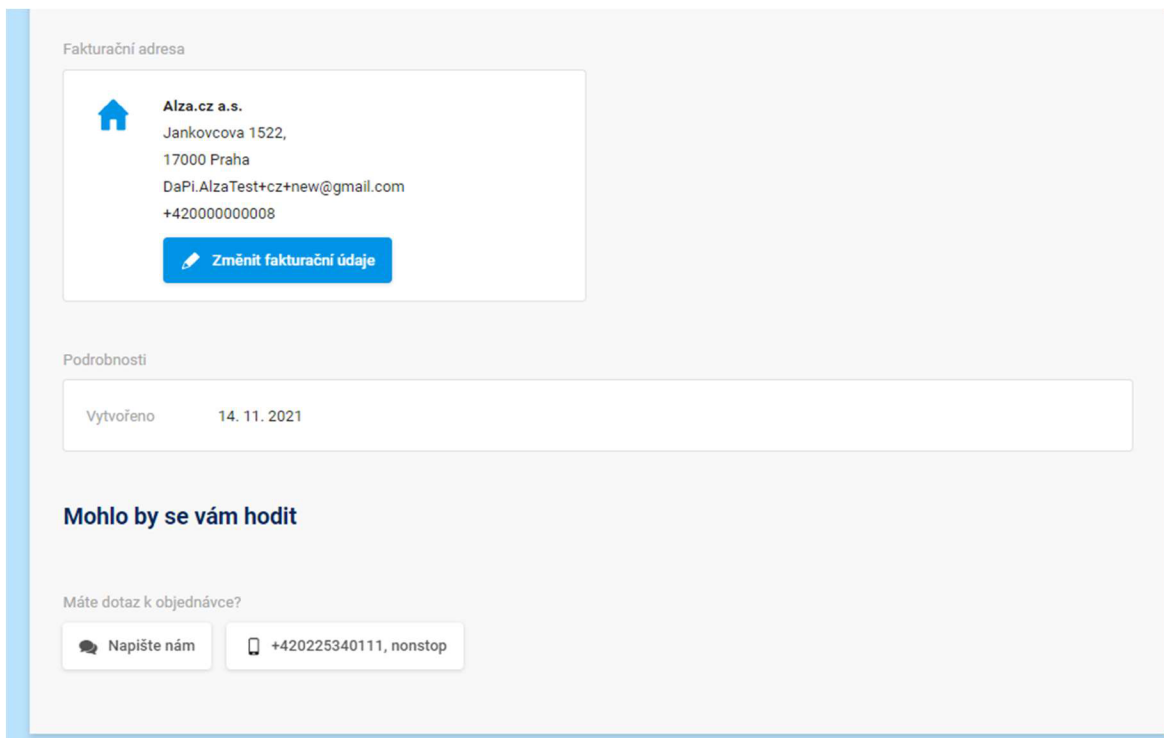 Fakturační adresa
Alza.cz a.s.
Jankovcova 1522,
17000 Praha
DaPi.AlzaTest+cz+new@gmail.com
+420000000008
Změnit fakturační údaje
Podrobnosti
Vytvořeno 14. 11. 2021
Mohlo by se vám hodit
Máte dotaz k objednávce?
Napište nám +420225340111, nonstop